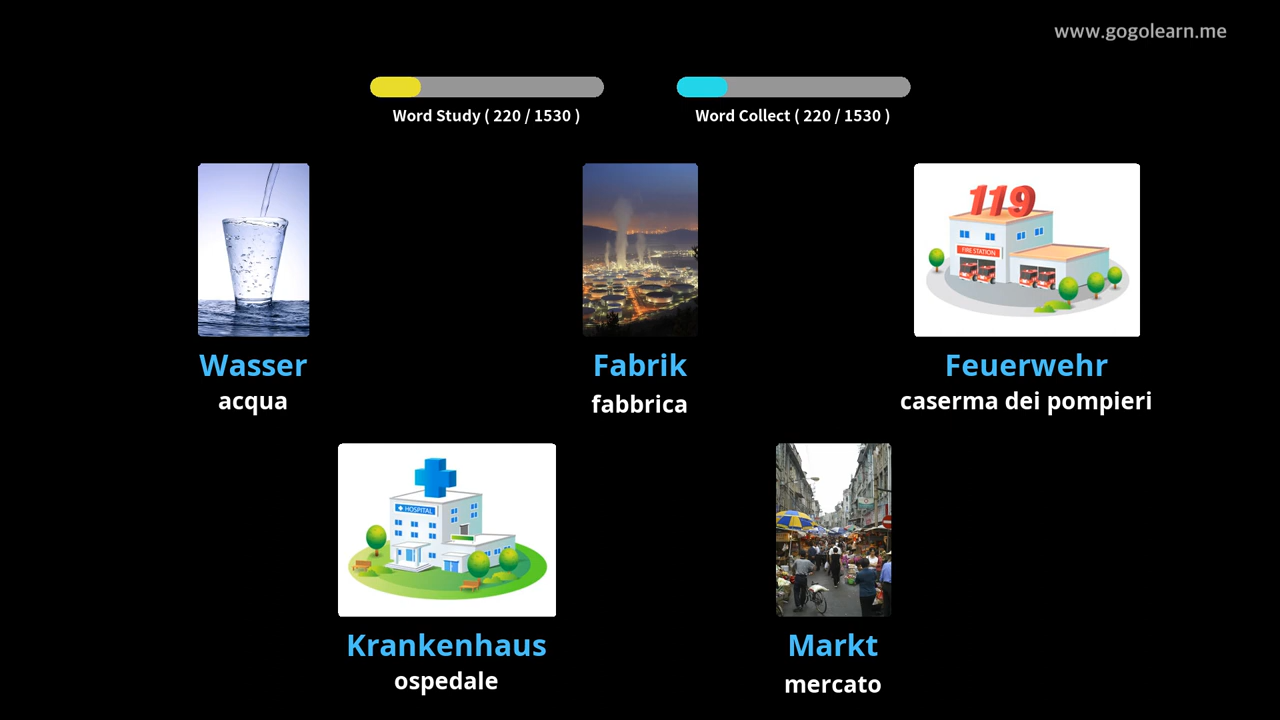 www.gogolearn.me
Word Study ( 220 / 1530 )
Word Collect ( 220 / 1530 )
119
FIRE STATION
Wasser
Fabrik
Feuerwehr
acqua
fabbrica
caserma dei pompieri
HOSPITAL
Krankenhaus
Markt
ospedale
mercato